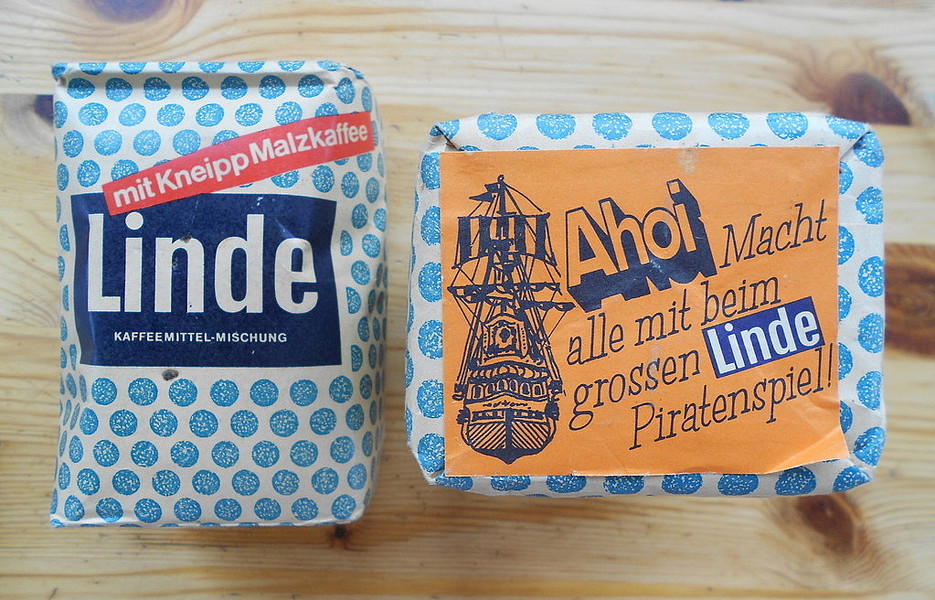 mit Kneipp Malzkaffee
Linde
KAFFEEMITTEL-MISCHUNG
Ahoi Macht
alle mit beim
grossen Linde
Piratenspiel!